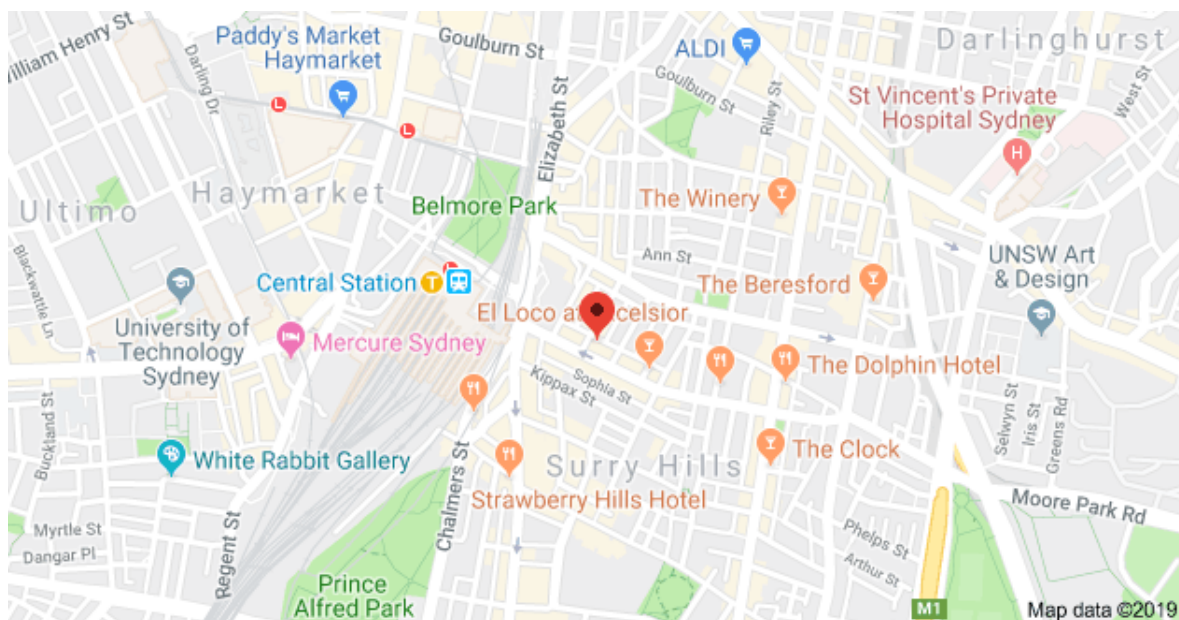 William Henry St
Paddy's Market
Haymarket
Goulburn St
ALDI
Darlinghurst
Darling Dr
Elizabeth St
Goulburn St
Riley St
West St
St Vincent's Private
Hospital Sydney
H
L
L
Haymarket
Ultimo
Belmore Park
The Winery
Blackwattle Ln
Central Station
T
Ann St
UNSW Art
& Design
The Beresford
El Loco at
celsior
University of
Technology
Sydney
Mercure Sydney
Sophia St
Kippax St
The Dolphin Hotel
Buckland St
White Rabbit Gallery
Chalmers St
Surry Hills
The Clock
Selwyn St
Iris St
Greens Rd
Strawberry Hills Hotel
Moore Park Rd
Myrtle St
Dangar Pl
Regent St
Phelps St
Arthur St
Prince
Alfred Park
M1
Map data ©2019